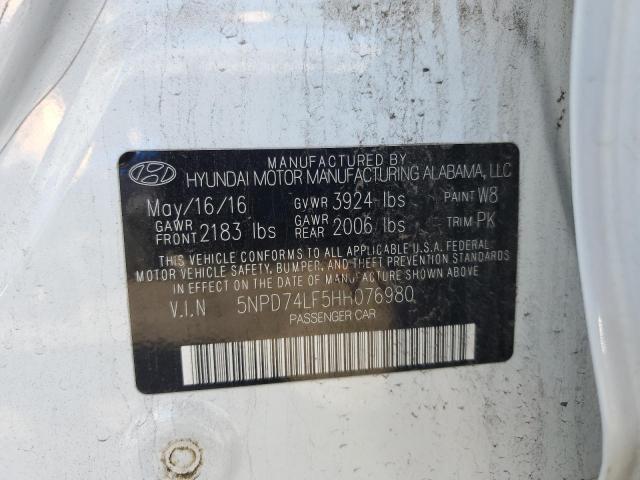 MANUFACTURED BY
HYUNDAI MOTOR MANUFACTURING ALABAMA, LLC
May/16/16 GVWR 3924 lbs PAINT W8
GAWR FRONT 2183 lbs GAWR REAR 2006 lbs TRIM PK
THIS VEHICLE CONFORMS TO ALL APPLICABLE U.S.A. FEDERAL
MOTOR VEHICLE SAFETY, BUMPER, AND THEFT PREVENTION STANDARDS
IN EFFECT ON THE DATE OF MANUFACTURE SHOWN ABOVE.
V.I.N 5NPD74LF5HH076980
PASSENGER CAR